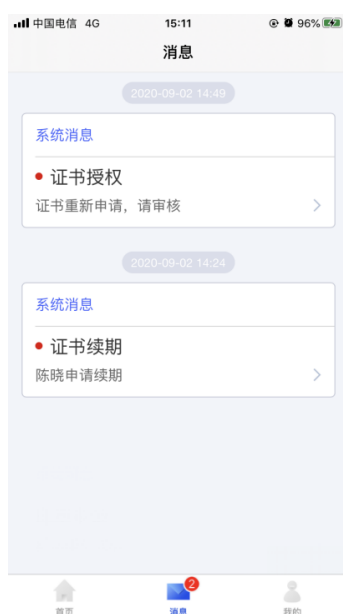 中国电信 4G 15:11 96%
消息
2020-09-02 14:49
系统消息
证书授权
证书重新申请，请审核
2020-09-02 14:24
系统消息
证书续期
陈晓申请续期
2
首页 消息 我的